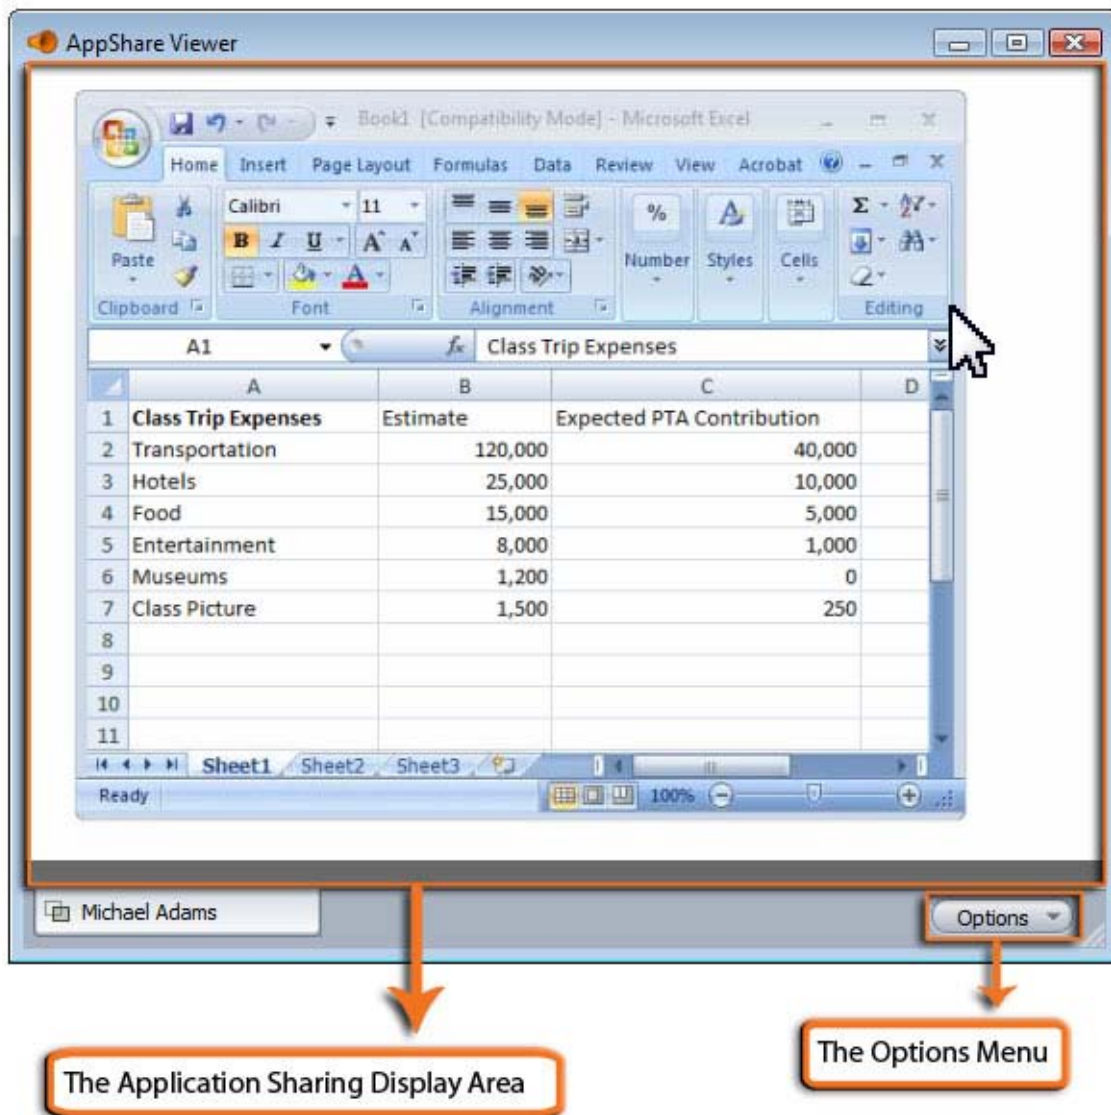 AppShare Viewer
Book1 [Compatibility Mode] - Microsoft Excel
Home Insert Page Layout Formulas Data Review View Acrobat
Calibri 11
Paste
B I U A A
A
% Number
A Styles
Cells
Σ
Clipboard Font Alignment Editing
A1 fx Class Trip Expenses
A B C D
1 Class Trip Expenses Estimate Expected PTA Contribution
2 Transportation 120,000 40,000
3 Hotels 25,000 10,000
4 Food 15,000 5,000
5 Entertainment 8,000 1,000
6 Museums 1,200 0
7 Class Picture 1,500 250
8
9
10
11
Sheet1 Sheet2 Sheet3
Ready 100%
Michael Adams Options
The Application Sharing Display Area
The Options Menu